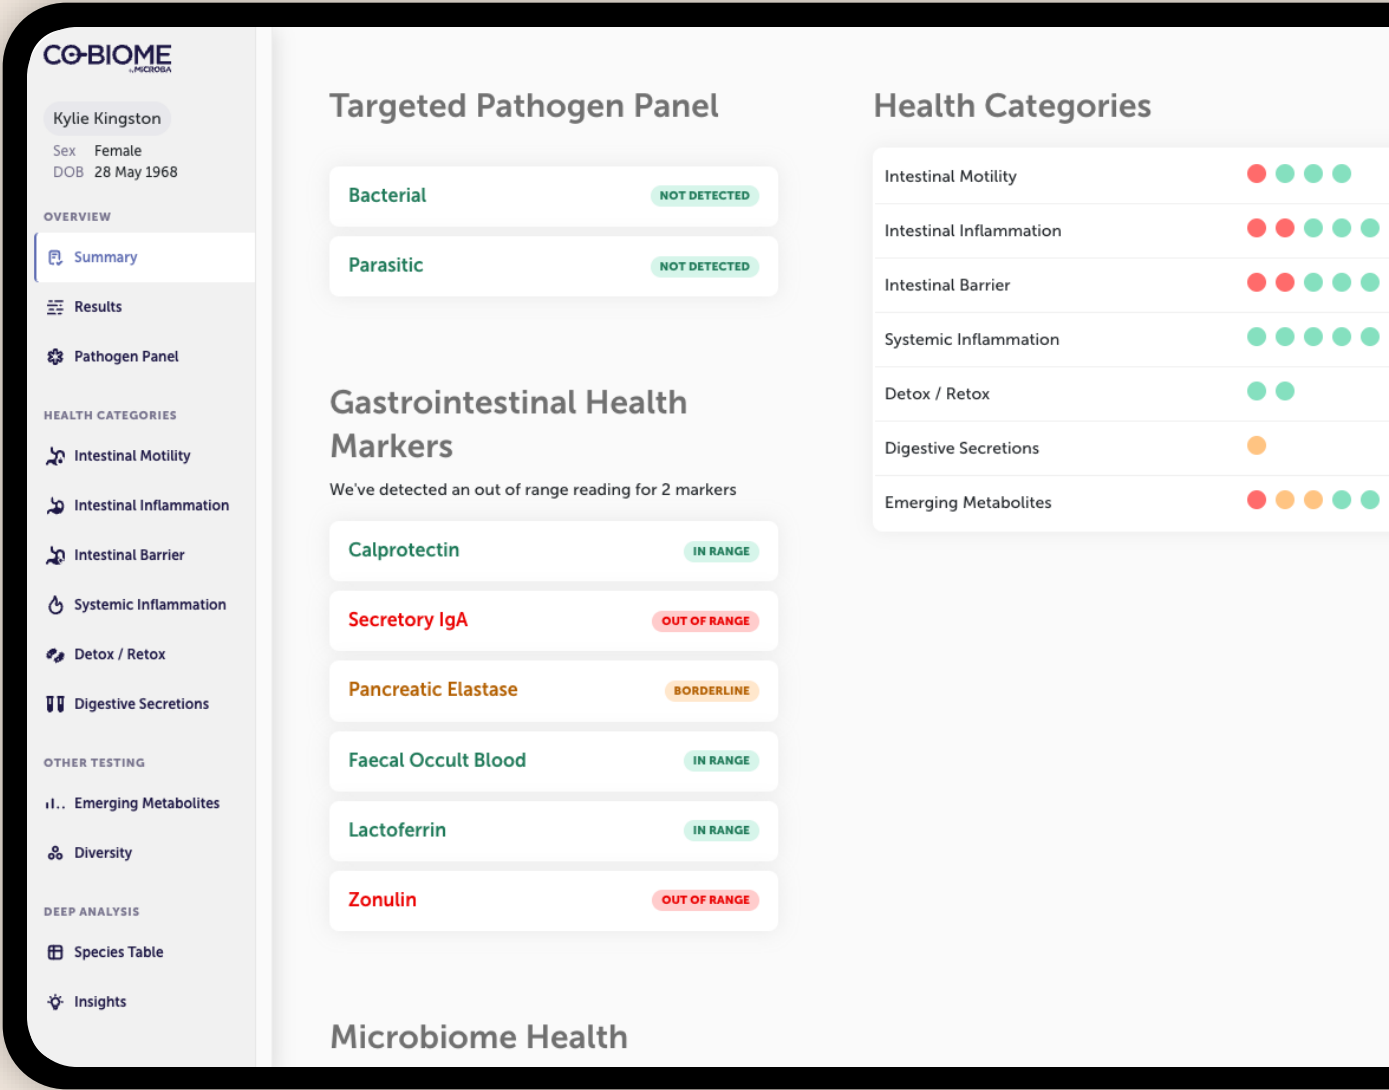 CO-BIOME
by MICROBA
Kylie Kingston
Sex Female
DOB 28 May 1968
OVERVIEW
Summary
Results
Pathogen Panel
HEALTH CATEGORIES
Intestinal Motility
Intestinal Inflammation
Intestinal Barrier
Systemic Inflammation
Detox / Retox
Digestive Secretions
OTHER TESTING
Emerging Metabolites
Diversity
DEEP ANALYSIS
Species Table
Insights
Targeted Pathogen Panel
Bacterial NOT DETECTED
Parasitic NOT DETECTED
Gastrointestinal Health
Markers
We've detected an out of range reading for 2 markers
Calprotectin IN RANGE
Secretory IgA OUT OF RANGE
Pancreatic Elastase BORDERLINE
Faecal Occult Blood IN RANGE
Lactoferrin IN RANGE
Zonulin OUT OF RANGE
Microbiome Health
Health Categories
Intestinal Motility
Intestinal Inflammation
Intestinal Barrier
Systemic Inflammation
Detox / Retox
Digestive Secretions
Emerging Metabolites